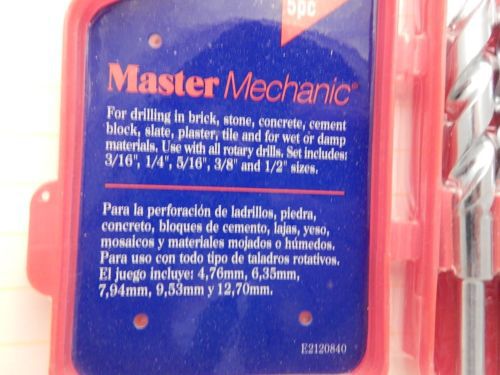 5pc
Master Mechanic®
For drilling in brick, stone, concrete, cement
block, slate, plaster, tile and for wet or damp
materials. Use with all rotary drills. Set includes:
3/16", 1/4", 5/16", 3/8" and 1/2" sizes.
Para la perforación de ladrillos, piedra,
concreto, bloques de cemento, lajas, yeso,
mosaicos y materiales mojados o húmedos.
Para uso con todo tipo de taladros rotativos.
El juego incluye: 4,76mm, 6,35mm,
7,94mm, 9,53mm y 12,70mm.
E2120840